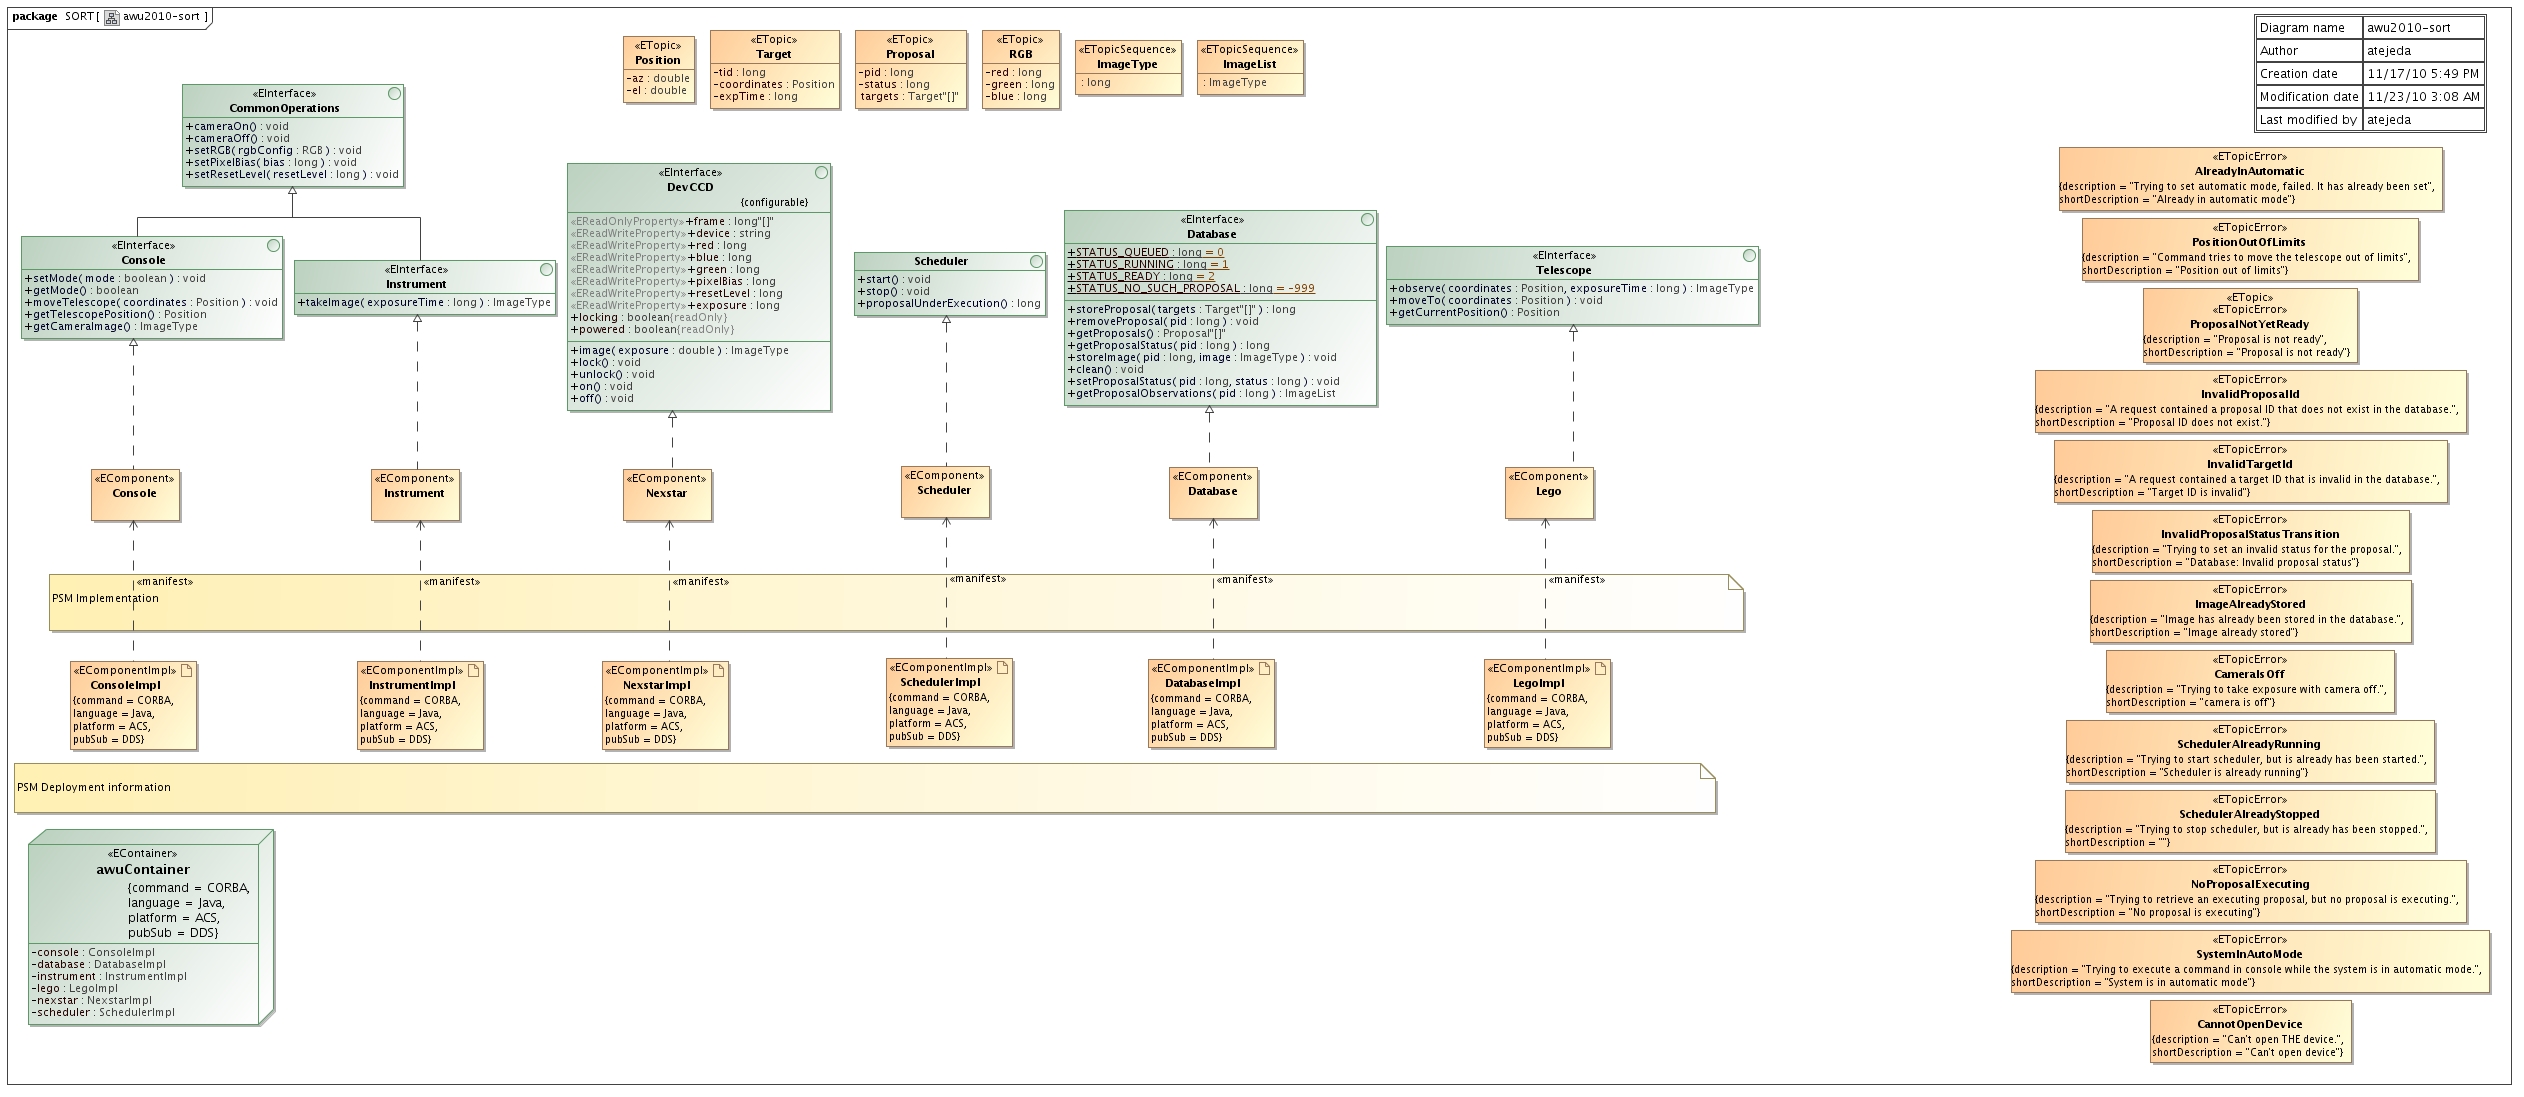 package SORT[ awu2010-sort ]
Diagram name awu2010-sort
Author atejeda
Creation date 11/17/10 5:49 PM
Modification date 11/23/10 3:08 AM
Last modified by atejeda
«ETopic»
Position
-az : double
-el : double
«ETopic»
Target
-tid : long
-coordinates : Position
-expTime : long
«ETopic»
Proposal
-pid : long
-status : long
targets : Target"[]"
«ETopic»
RGB
-red : long
-green : long
-blue : long
«ETopicSequence»
ImageType
: long
«ETopicSequence»
ImageList
: ImageType
«EInterface»
CommonOperations
+cameraOn() : void
+cameraOff() : void
+setRGB( rgbConfig : RGB ) : void
+setPixelBias( bias : long ) : void
+setResetLevel( resetLevel : long ) : void
«EInterface»
Console
+setMode( mode : boolean ) : void
+getMode() : boolean
+moveTelescope( coordinates : Position ) : void
+getTelescopePosition() : Position
+getCameraImage() : ImageType
«EInterface»
Instrument
+takeImage( exposureTime : long ) : ImageType
«EInterface»
DevCCD
{configurable}
«EReadOnlyProperty»+frame : long"[]"
«EReadWriteProperty»+device : string
«EReadWriteProperty»+red : long
«EReadWriteProperty»+blue : long
«EReadWriteProperty»+green : long
«EReadWriteProperty»+pixelBias : long
«EReadWriteProperty»+resetLevel : long
«EReadWriteProperty»+exposure : long
+locking : boolean{readOnly}
+powered : boolean{readOnly}
+image( exposure : double ) : ImageType
+lock() : void
+unlock() : void
+on() : void
+off() : void
Scheduler
+start() : void
+stop() : void
+proposalUnderExecution() : long
«EInterface»
Database
+STATUS_QUEUED : long = 0
+STATUS_RUNNING : long = 1
+STATUS_READY : long = 2
+STATUS_NO_SUCH_PROPOSAL : long = -999
+storeProposal( targets : Target"[]" ) : long
+removeProposal( pid : long ) : void
+getProposals() : Proposal"[]"
+getProposalStatus( pid : long ) : long
+storeImage( pid : long, image : ImageType ) : void
+clean() : void
+setProposalStatus( pid : long, status : long ) : void
+getProposalObservations( pid : long ) : ImageList
«EInterface»
Telescope
+observe( coordinates : Position, exposureTime : long ) : ImageType
+moveTo( coordinates : Position ) : void
+getCurrentPosition() : Position
«EComponent»
Console
«EComponent»
Instrument
«EComponent»
Nexstar
«EComponent»
Scheduler
«EComponent»
Database
«EComponent»
Lego
«manifest»
«manifest»
«manifest»
«manifest»
«manifest»
«manifest»
PSM Implementation
«EComponentImpl»
ConsoleImpl
{command = CORBA,
language = Java,
platform = ACS,
pubSub = DDS}
«EComponentImpl»
InstrumentImpl
{command = CORBA,
language = Java,
platform = ACS,
pubSub = DDS}
«EComponentImpl»
NexstarImpl
{command = CORBA,
language = Java,
platform = ACS,
pubSub = DDS}
«EComponentImpl»
SchedulerImpl
{command = CORBA,
language = Java,
platform = ACS,
pubSub = DDS}
«EComponentImpl»
DatabaseImpl
{command = CORBA,
language = Java,
platform = ACS,
pubSub = DDS}
«EComponentImpl»
LegoImpl
{command = CORBA,
language = Java,
platform = ACS,
pubSub = DDS}
PSM Deployment information
«EContainer»
awuContainer
{command = CORBA,
language = Java,
platform = ACS,
pubSub = DDS}
-console : ConsoleImpl
-database : DatabaseImpl
-instrument : InstrumentImpl
-lego : LegoImpl
-nexstar : NexstarImpl
-scheduler : SchedulerImpl
«ETopicError»
AlreadyInAutomatic
{description = "Trying to set automatic mode, failed. It has already been set",
shortDescription = "Already in automatic mode"}
«ETopicError»
PositionOutOfLimits
{description = "Command tries to move the telescope out of limits",
shortDescription = "Position out of limits"}
«ETopic»
«ETopicError»
ProposalNotYetReady
{description = "Proposal is not ready",
shortDescription = "Proposal is not ready"}
«ETopicError»
InvalidProposalId
{description = "A request contained a proposal ID that does not exist in the database.",
shortDescription = "Proposal ID does not exist."}
«ETopicError»
InvalidTargetId
{description = "A request contained a target ID that is invalid in the database.",
shortDescription = "Target ID is invalid"}
«ETopicError»
InvalidProposalStatusTransition
{description = "Trying to set an invalid status for the proposal.",
shortDescription = "Database: Invalid proposal status"}
«ETopicError»
ImageAlreadyStored
{description = "Image has already been stored in the database.",
shortDescription = "Image already stored"}
«ETopicError»
CameraIsOff
{description = "Trying to take exposure with camera off.",
shortDescription = "camera is off"}
«ETopicError»
SchedulerAlreadyRunning
{description = "Trying to start scheduler, but is already has been started.",
shortDescription = "Scheduler is already running"}
«ETopicError»
SchedulerAlreadyStopped
{description = "Trying to stop scheduler, but is already has been stopped.",
shortDescription = ""}
«ETopicError»
NoProposalExecuting
{description = "Trying to retrieve an executing proposal, but no proposal is executing.",
shortDescription = "No proposal is executing"}
«ETopicError»
SystemInAutoMode
{description = "Trying to execute a command in console while the system is in automatic mode.",
shortDescription = "System is in automatic mode"}
«ETopicError»
CannotOpenDevice
{description = "Can't open THE device.",
shortDescription = "Can't open device"}